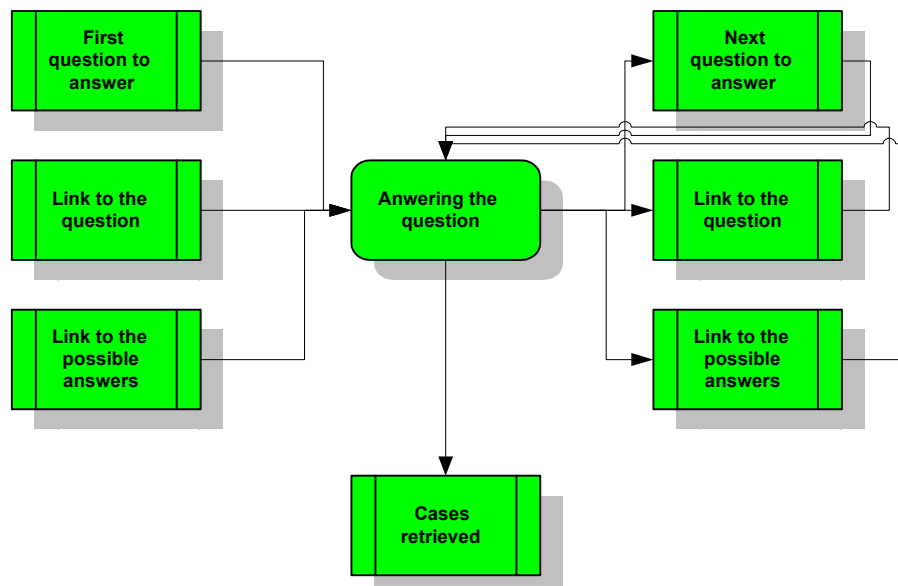 First
question to
answer
Next
question to
answer
Link to the
question
Anwering the
question
Link to the
question
Link to the
possible
answers
Link to the
possible
answers
Cases
retrieved